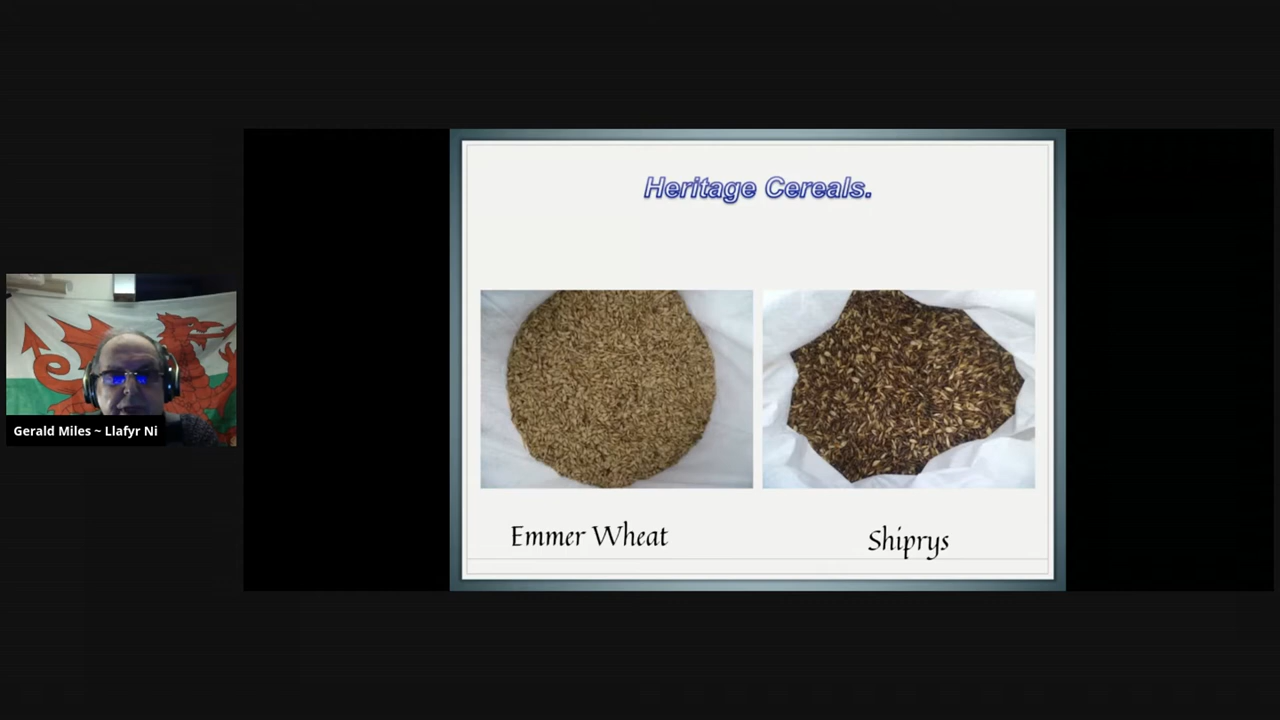 Heritage Cereals.
Gerald Miles ~ Llafyr Ni
Emmer Wheat
Shiprys